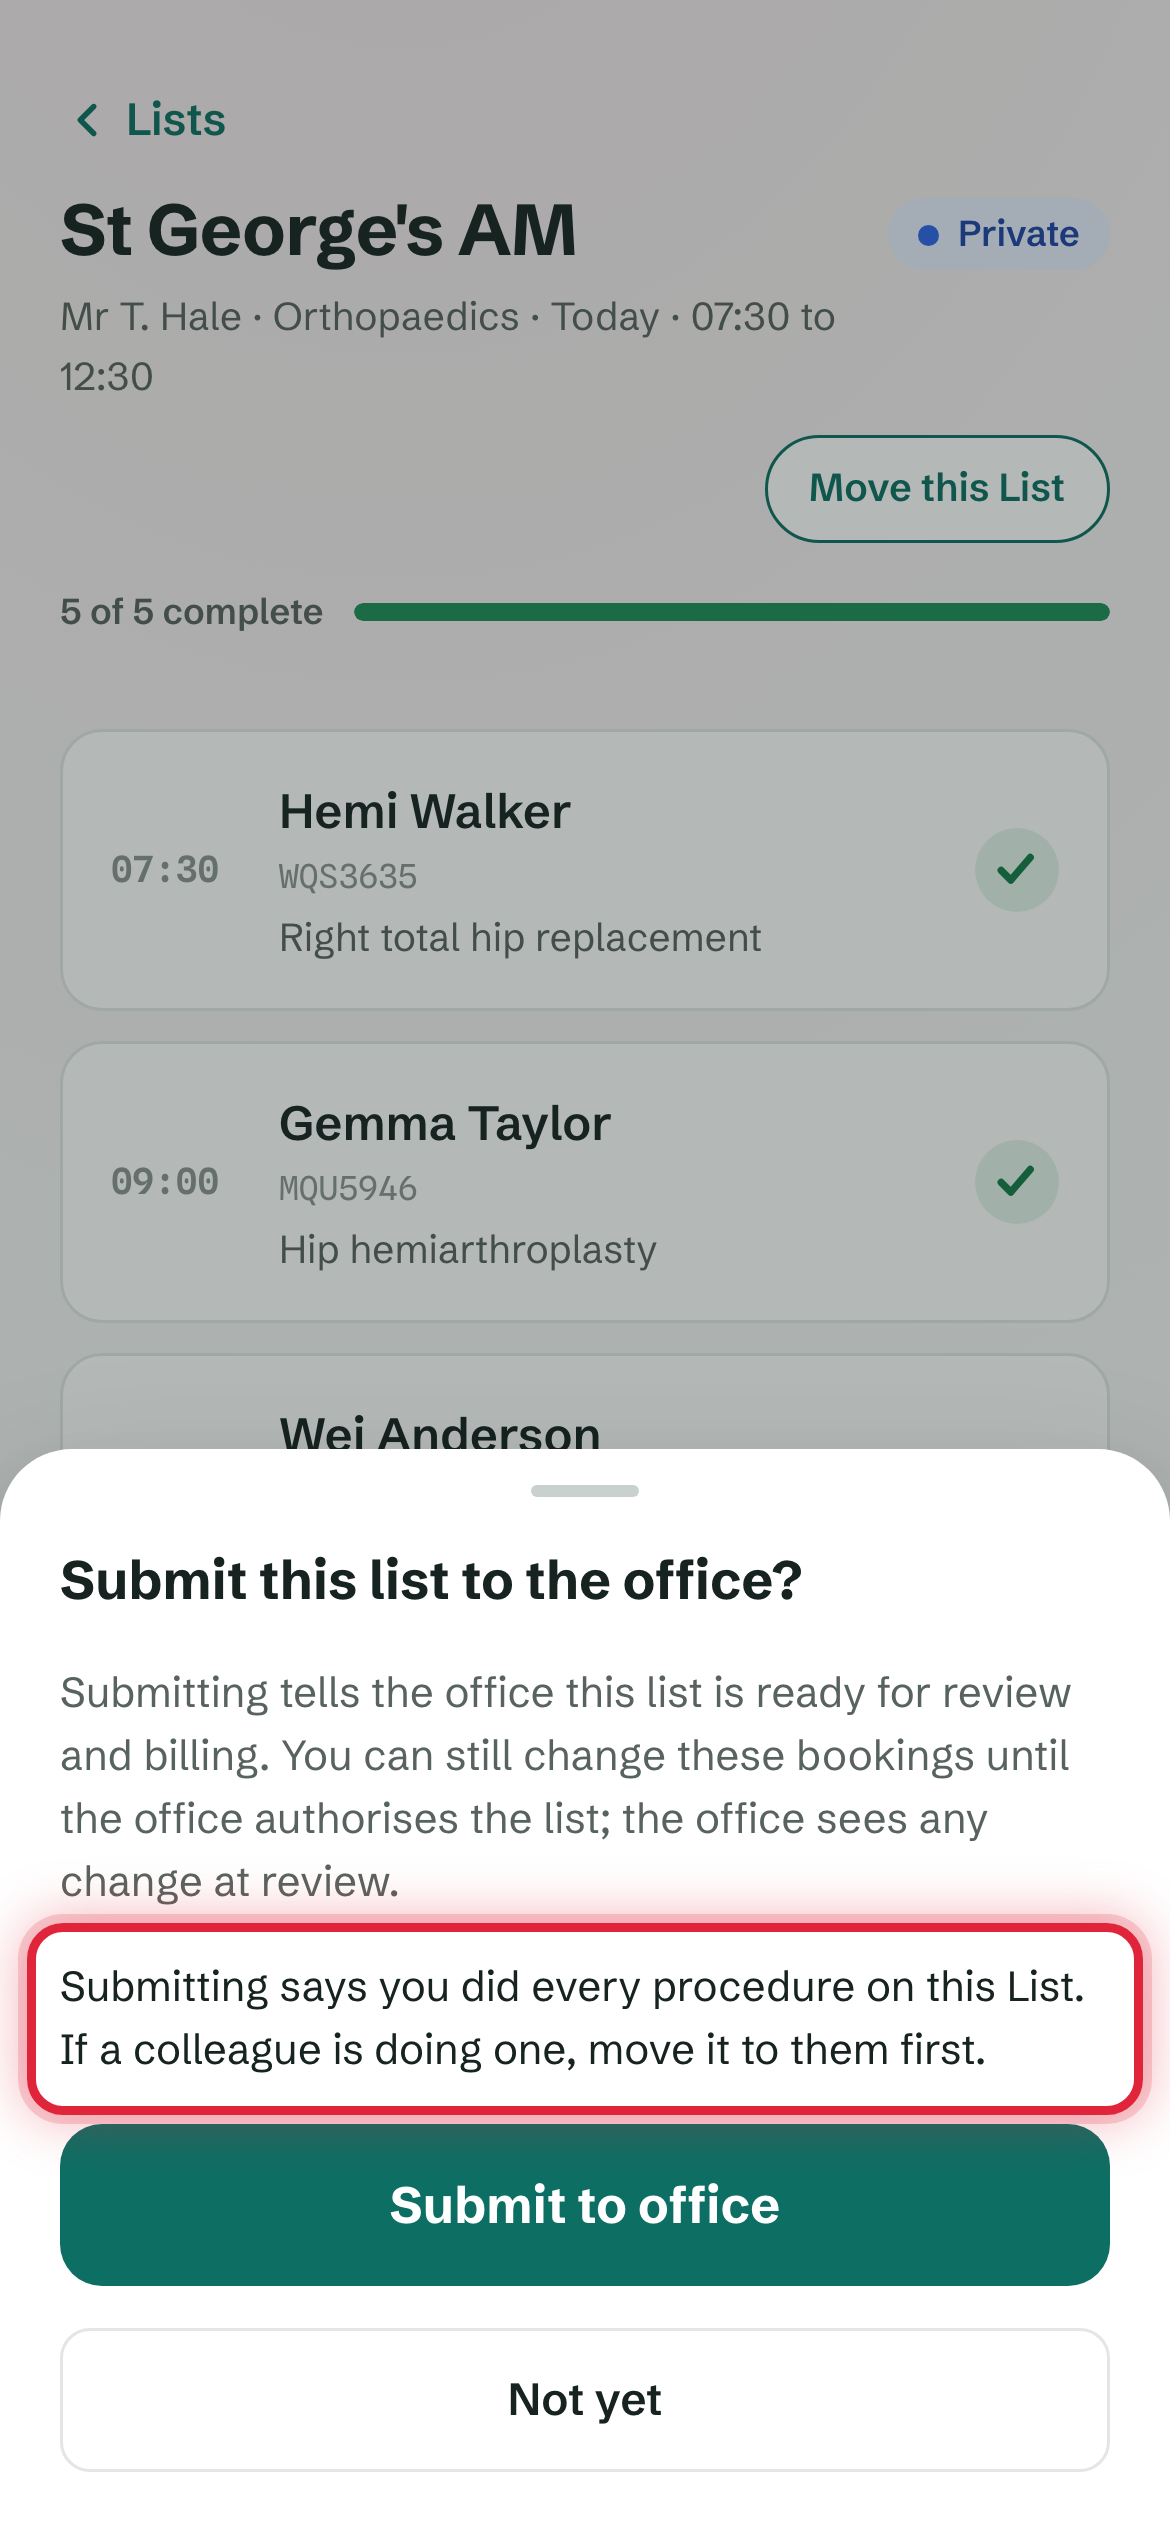 Lists
St George's AM
Private
Mr T. Hale · Orthopaedics · Today · 07:30 to
12:30
Move this List
5 of 5 complete
Hemi Walker
07:30
WQS3635
Right total hip replacement
Gemma Taylor
09:00
MQU5946
Hip hemiarthroplasty
Wei Anderson
Submit this list to the office?
Submitting tells the office this list is ready for review
and billing. You can still change these bookings until
the office authorises the list; the office sees any
change at review.
Submitting says you did every procedure on this List.
If a colleague is doing one, move it to them first.
Submit to office
Not yet